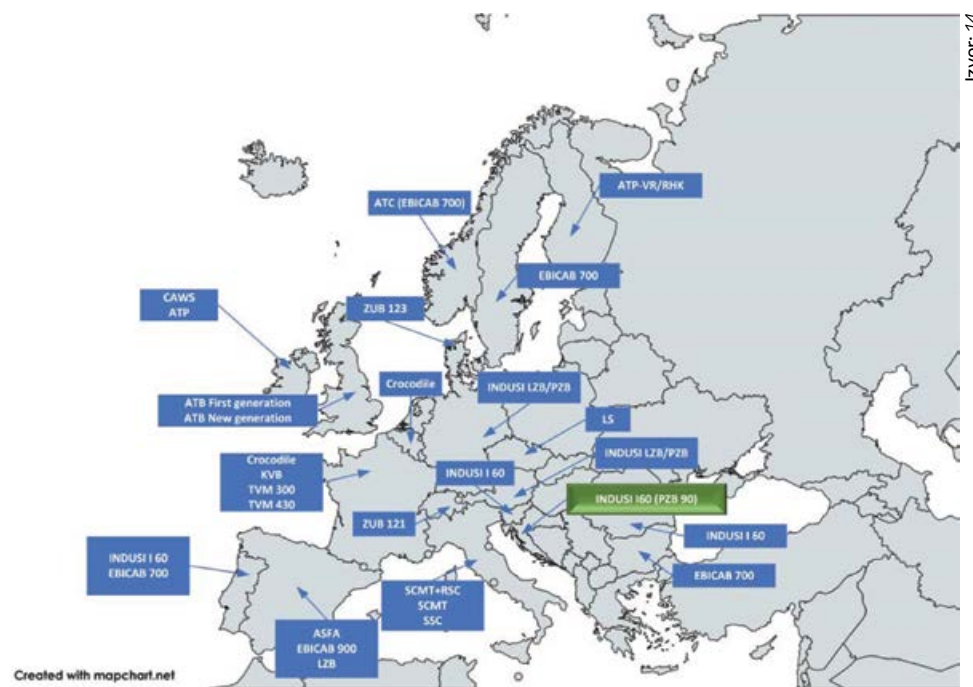 Izvor: 14
ATP-VR/RHK
ATC (EBICAB 700)
EBICAB 700
CAWS
ATP
ZUB 123
Crocodile
INDUSI LZB/PZB
ATB First generation
ATB New generation
LS
INDUSI LZB/PZB
Crocodile
KVB
TVM 300
TVM 430
INDUSI I 60
INDUSI I60 (PZB 90)
ZUB 121
INDUSI I 60
INDUSI I 60
EBICAB 700
EBICAB 700
SCMT+RSC
SCMT
SSC
ASFA
EBICAB 900
LZB
Created with mapchart.net